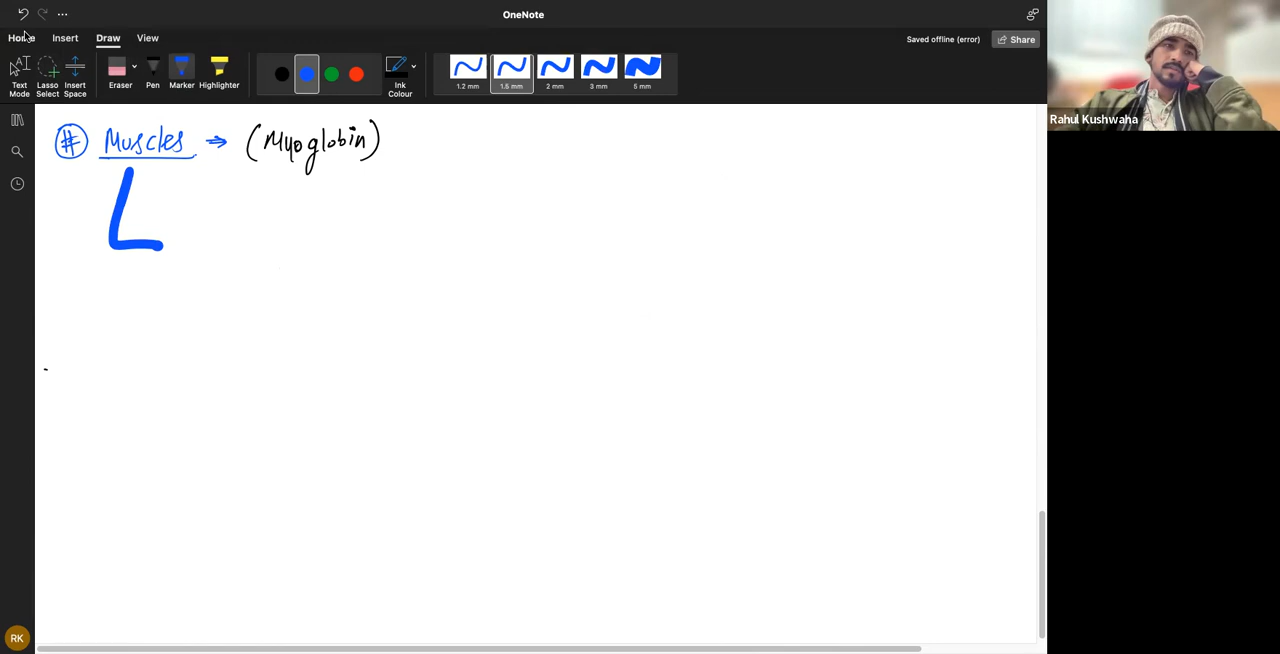 OneNote
Home Insert Draw View
Saved offline (error) Share
Text Mode Lasso Select Insert Space Eraser Pen Marker Highlighter Ink Colour 1.2 mm 1.5 mm 2 mm 3 mm 5 mm
Rahul Kushwaha
# Muscles → (Myoglobin)
L
RK